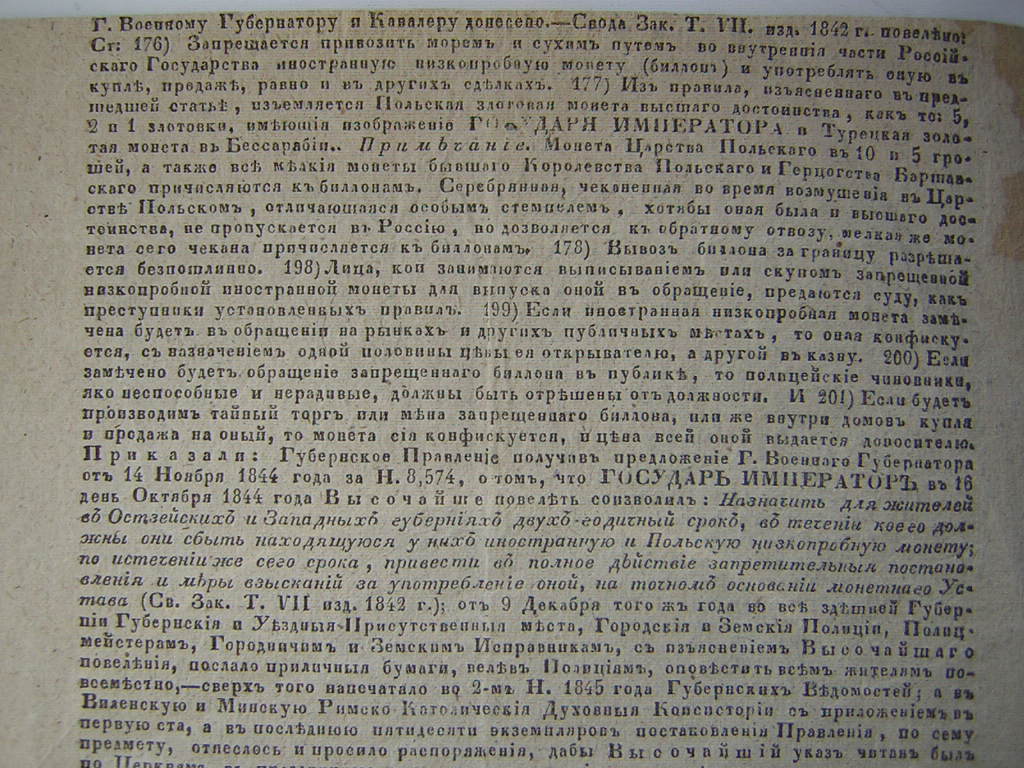 Г. Военному Губернатору и Кавалеру донесено.—Свода Зак. Т. VII. изд. 1842 г. повелѣно:
Ст: 176) Запрещается привозить моремъ и сухимъ путемъ во внутреннія части Россій-
скаго Государства иностранную низкопробную монету (биллонъ) и употреблять оную въ
куплѣ, продажѣ, равно и въ другихъ сдѣлкахъ. 177) Изъ правила, изъясненнаго въ пред-
шедшей статьѣ, изъемляется Польская злотовая монета высшаго достоинства, какъ то: 5,
2 и 1 злотовки, имѣющія изображеніе ГОСУДАРЯ ИМПЕРАТОРА и Турецкая золо-
тая монета въ Бессарабіи.. Примѣчаніе. Монета Царства Польскаго въ 10 и 5 гро-
шей, а также всѣ мѣлкія монеты бывшаго Королевства Польскаго и Герцогства Варшав-
скаго причисляются къ биллонамъ. Серебрянная, чеканенная во время возмущенія въ Цар-
ствѣ Польскомъ, отличающаяся особымъ стемпелемъ, хотябы оная была и высшаго дос-
тоинства, не пропускается въ Россію, но дозволяется къ обратному отвозу, мелкая же мо-
нета сего чекана причисляется къ биллонамъ. 178) Вывозъ биллона за границу разрѣша-
ется безпошлинно. 198) Лица, кои занимаются выписываніемъ или скупомъ запрещенной
низкопробной иностранной монеты для выпуска оной въ обращеніе, предаются суду, какъ
преступники установленныхъ правилъ. 199) Если иностранная низкопробная монета замѣ-
чена будетъ въ обращеніи на рынкахъ и другихъ публичныхъ мѣстахъ, то оная конфиску-
ется, съ назначеніемъ одной половины цѣны ея открывателю, а другой въ казну. 200) Если
замѣчено будетъ обращеніе запрещеннаго биллона въ публикѣ, то полицейскіе чиновники,
яко неспособные и нерадивые, должны быть отрѣшены отъ должности. И 201) Если будетъ
производимъ тайный торгъ или мѣна запрещеннаго биллона, или же внутри домовъ купля
и продажа на оный, то монета сія конфискуется, и цѣна всей оной выдается доносителю.
Приказали: Губернское Правленіе получивъ предложеніе Г. Военнаго Губернатора
отъ 14 Ноября 1844 года за Н. 8,574, о томъ, что ГОСУДАРЬ ИМПЕРАТОРЪ въ 16
день Октября 1844 года Высочайше повелѣть соизволилъ: Назначить для жителей
въ Остзейскихъ и Западныхъ губерніяхъ двухъ-годичный срокъ, въ теченіи коего дол-
жны они сбыть находящуюся у нихъ иностранную и Польскую низкопробную монету;
по истеченіи же сего срока, привести въ полное дѣйствіе запретительныя постано-
вленія и мѣры взысканій за употребленіе оной, на точномъ основаніи монетнаго Ус-
тава (Св. Зак. Т. VII изд. 1842 г.); отъ 9 Декабря того жъ года во всѣ здѣшней Губер-
ніи Губернскія и Уѣздныя Присутственныя мѣста, Городскія и Земскія Полиціи, Полиц-
мейстерамъ, Городничимъ и Земскимъ Исправникамъ, съ изъясненіемъ Высочайшаго
повелѣнія, послало приличныя бумаги, велѣвъ Полиціямъ, оповѣстить всѣмъ жителямъ по-
всемѣстно,—сверхъ того напечатало во 2-мъ Н. 1845 года Губернскихъ Вѣдомостей; а въ
Виленскую и Минскую Римско-Католическія Духовныя Консисторіи съ приложеніемъ въ
первую ста, а въ послѣднюю пятидесяти экземпляровъ постановленія Правленія, по сему
предмету, отнеслось и просило распоряженія, дабы Высочайшій указъ читанъ былъ
по Церквамъ